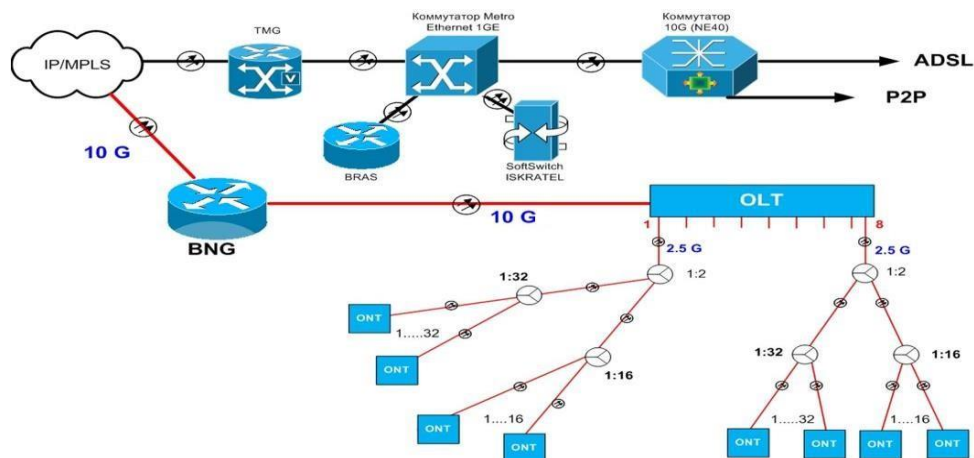 IP/MPLS
TMG
V
Коммутатор Metro
Ethernet 1GE
Коммутатор
10G (NE40)
ADSL
P2P
10 G
BRAS
SoftSwitch
ISKRATEL
BNG
10 G
OLT
1
8
2.5 G
2.5 G
1:2
1:2
1:32
ONT
1.....32
ONT
1:16
ONT
1....16
ONT
1:32
1:16
1.....32
1....16
ONT
ONT
ONT
ONT